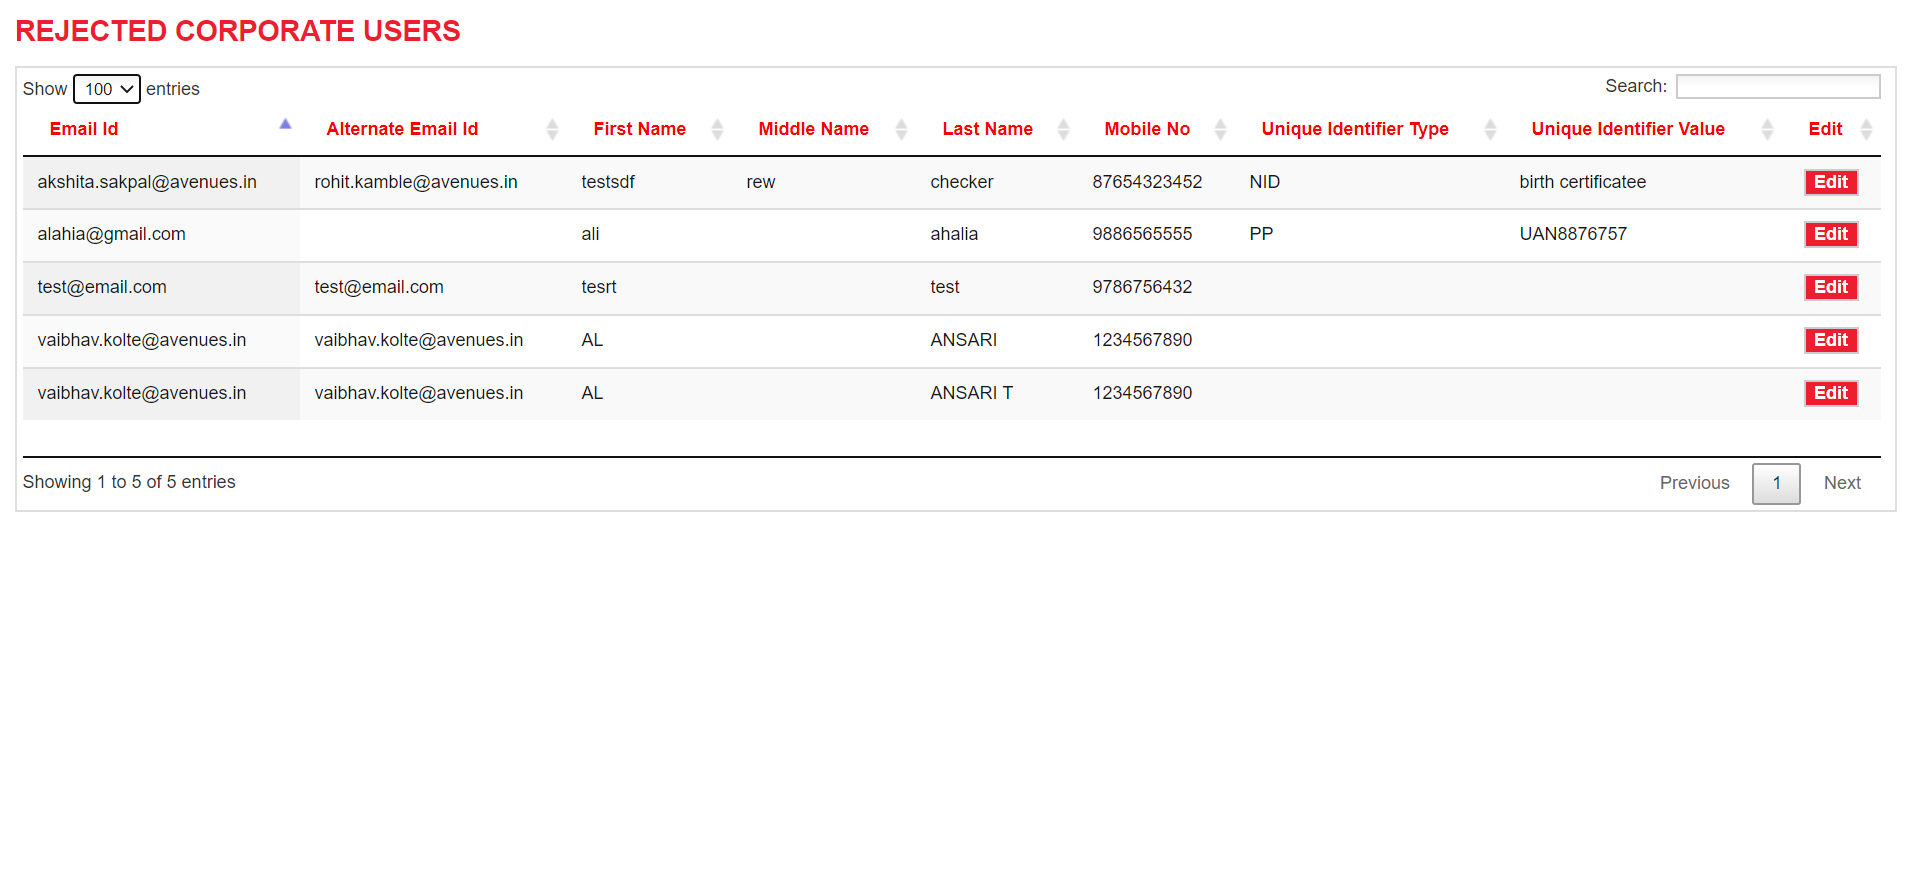 REJECTED CORPORATE USERS
Show 100 entries Search:
Email Id Alternate Email Id First Name Middle Name Last Name Mobile No Unique Identifier Type Unique Identifier Value Edit
akshita.sakpal@avenues.in rohit.kamble@avenues.in testsdf rew checker 87654323452 NID birth certificatee Edit
alahia@gmail.com ali ahalia 9886565555 PP UAN8876757 Edit
test@email.com test@email.com tesrt test 9786756432 Edit
vaibhav.kolte@avenues.in vaibhav.kolte@avenues.in AL ANSARI 1234567890 Edit
vaibhav.kolte@avenues.in vaibhav.kolte@avenues.in AL ANSARI T 1234567890 Edit
Showing 1 to 5 of 5 entries Previous 1 Next